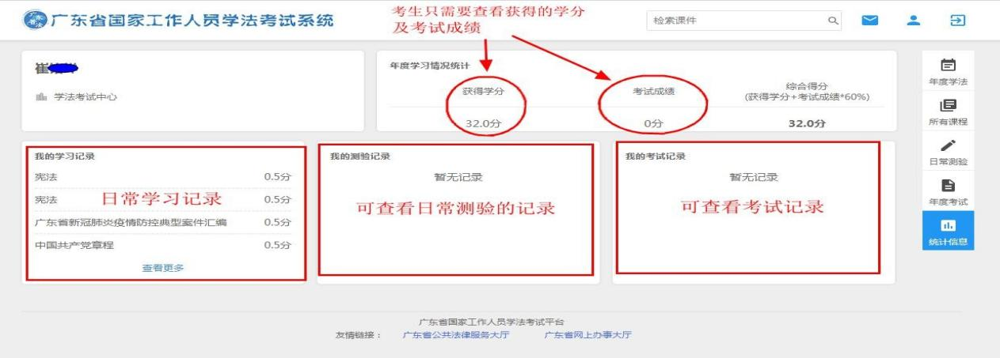 广东省法
广东省国家工作人员学法考试系统
考生只需要查看获得的学分
及考试成绩
检索课件
崔
学法考试中心
年度学习情况统计
获得学分
考试成绩
综合得分
(获得学分+考试成绩*60%)
32.0分
0分
32.0分
年度学法
所有课程
日常测验
年度考试
统计信息
我的学习记录
宪法 0.5分
宪法 0.5分
日常学习记录
广东省新冠肺炎疫情防控典型案件汇编 0.5分
中国共产党章程 0.5分
查看更多
我的测验记录
暂无记录
可查看日常测验的记录
我的考试记录
暂无记录
可查看考试记录
广东省国家工作人员学法考试平台
友情链接： 广东省公共法律服务大厅 广东省网上办事大厅